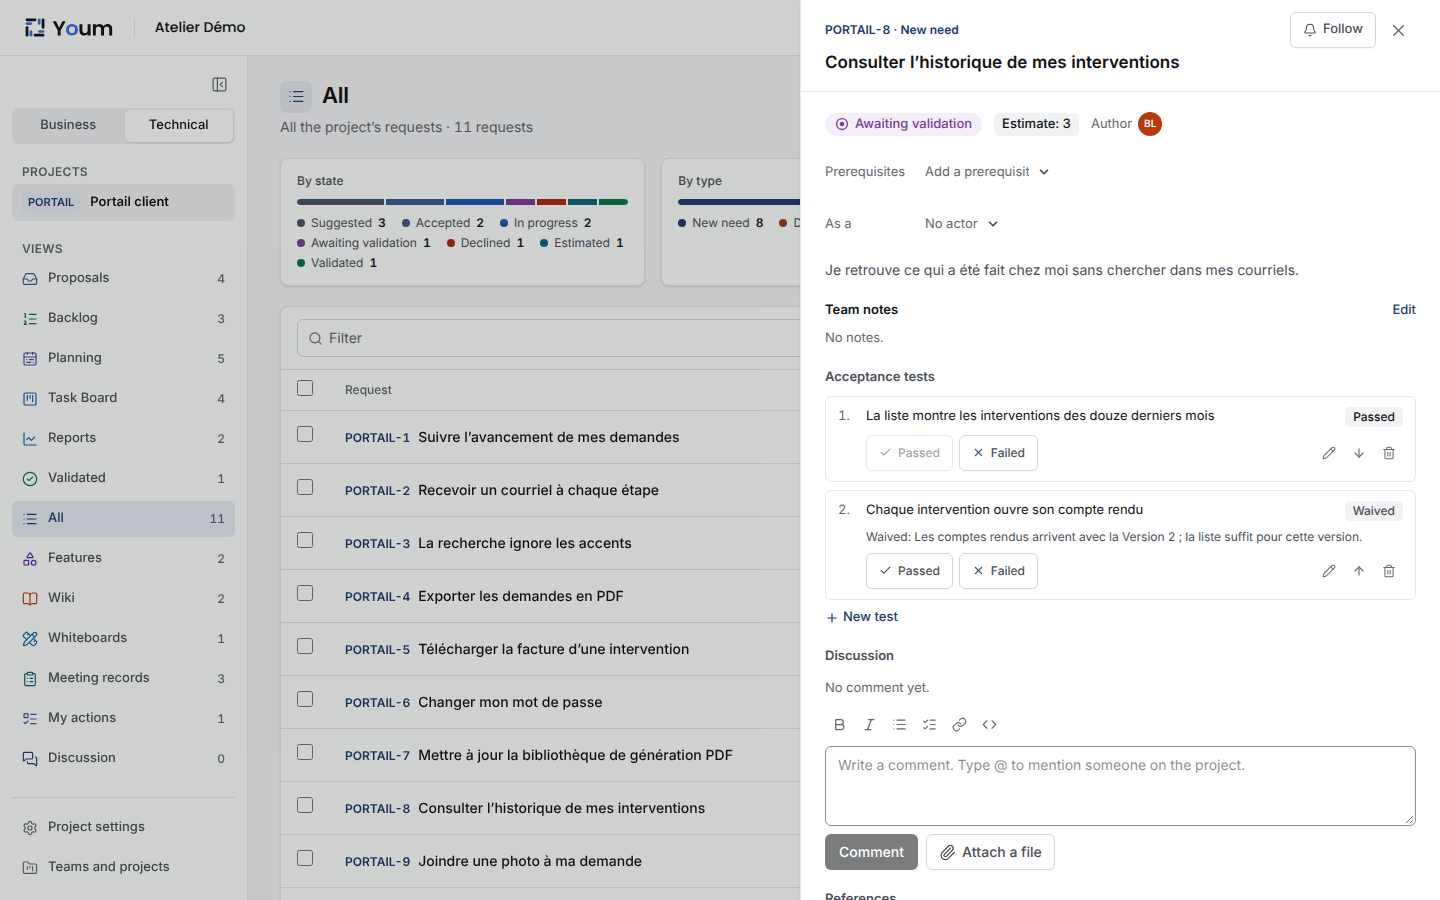 Youm
Atelier Démo
Business
Technical
PROJECTS
PORTAIL
Portail client
VIEWS
Proposals 4
Backlog 3
Planning 5
Task Board 4
Reports 2
Validated 1
All 11
Features 2
Wiki 2
Whiteboards 1
Meeting records 3
My actions 1
Discussion 0
Project settings
Teams and projects
All
All the project's requests · 11 requests
By state
Suggested 3
Accepted 2
In progress 2
Awaiting validation 1
Declined 1
Estimated 1
Validated 1
By type
New need 8
D
Filter
Request
PORTAIL-1 Suivre l’avancement de mes demandes
PORTAIL-2 Recevoir un courriel à chaque étape
PORTAIL-3 La recherche ignore les accents
PORTAIL-4 Exporter les demandes en PDF
PORTAIL-5 Télécharger la facture d’une intervention
PORTAIL-6 Changer mon mot de passe
PORTAIL-7 Mettre à jour la bibliothèque de génération PDF
PORTAIL-8 Consulter l’historique de mes interventions
PORTAIL-9 Joindre une photo à ma demande
PORTAIL-8 · New need
Follow
Consulter l’historique de mes interventions
Awaiting validation
Estimate: 3
Author
BL
Prerequisites
Add a prerequisit
As a
No actor
Je retrouve ce qui a été fait chez moi sans chercher dans mes courriels.
Team notes
Edit
No notes.
Acceptance tests
1. La liste montre les interventions des douze derniers mois
Passed
Passed
Failed
2. Chaque intervention ouvre son compte rendu
Waived
Waived: Les comptes rendus arrivent avec la Version 2 ; la liste suffit pour cette version.
Passed
Failed
New test
Discussion
No comment yet.
Write a comment. Type @ to mention someone on the project.
Comment
Attach a file
References